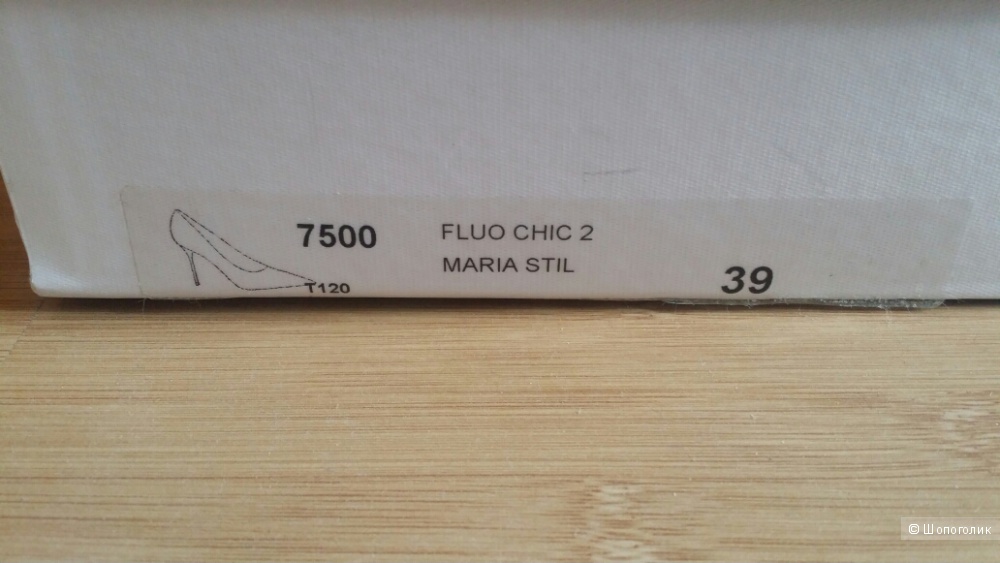 7500
FLUO CHIC 2
MARIA STIL
T120
39
© Шопоголик